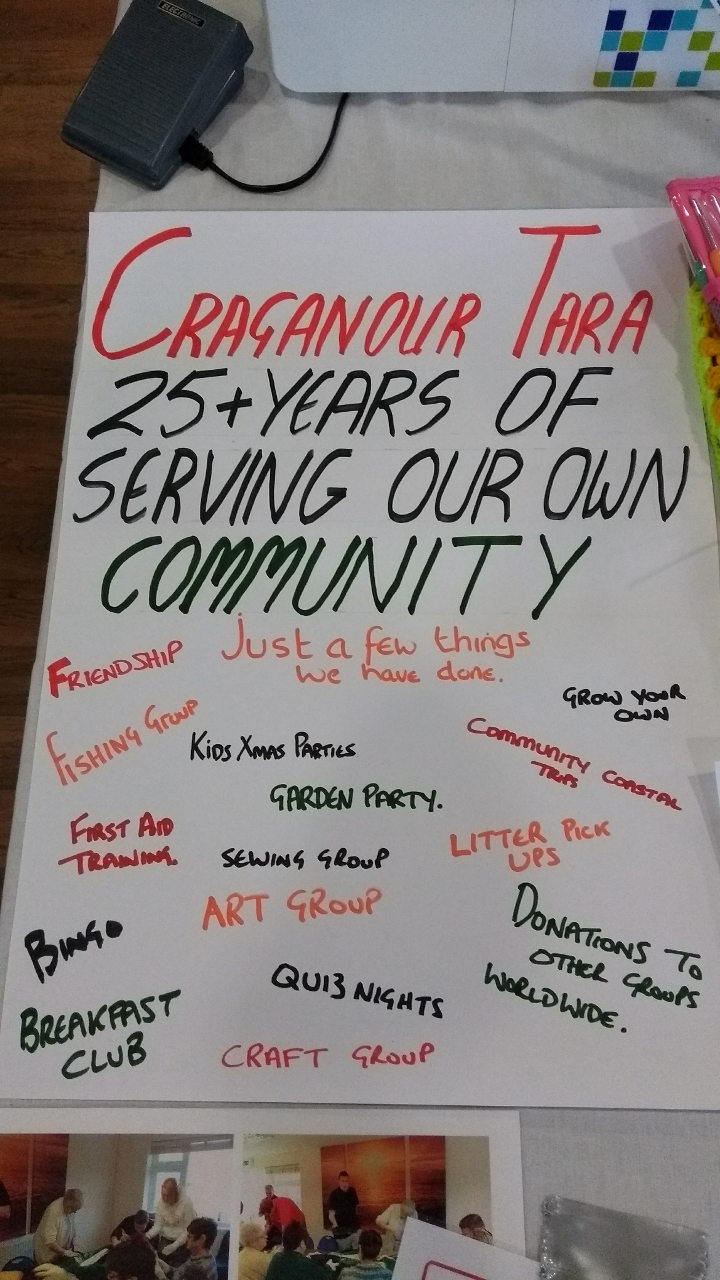 ELECTRONIC
CRAGANOUR TARA
25+YEARS OF
SERVING OUR OWN
COMMUNITY
Just a few things
we have done.
FRIENDSHIP
GROW YOUR
OWN
FISHING GROUP
KIDS XMAS PARTIES
COMMUNITY COASTAL
TRIPS
GARDEN PARTY.
FIRST AID
TRAINING.
SEWING GROUP
LITTER PICK
UPS
ART GROUP
BINGO
DONATIONS TO
OTHER GROUPS
WORLDWIDE.
QUIZ NIGHTS
BREAKFAST
CLUB
CRAFT GROUP